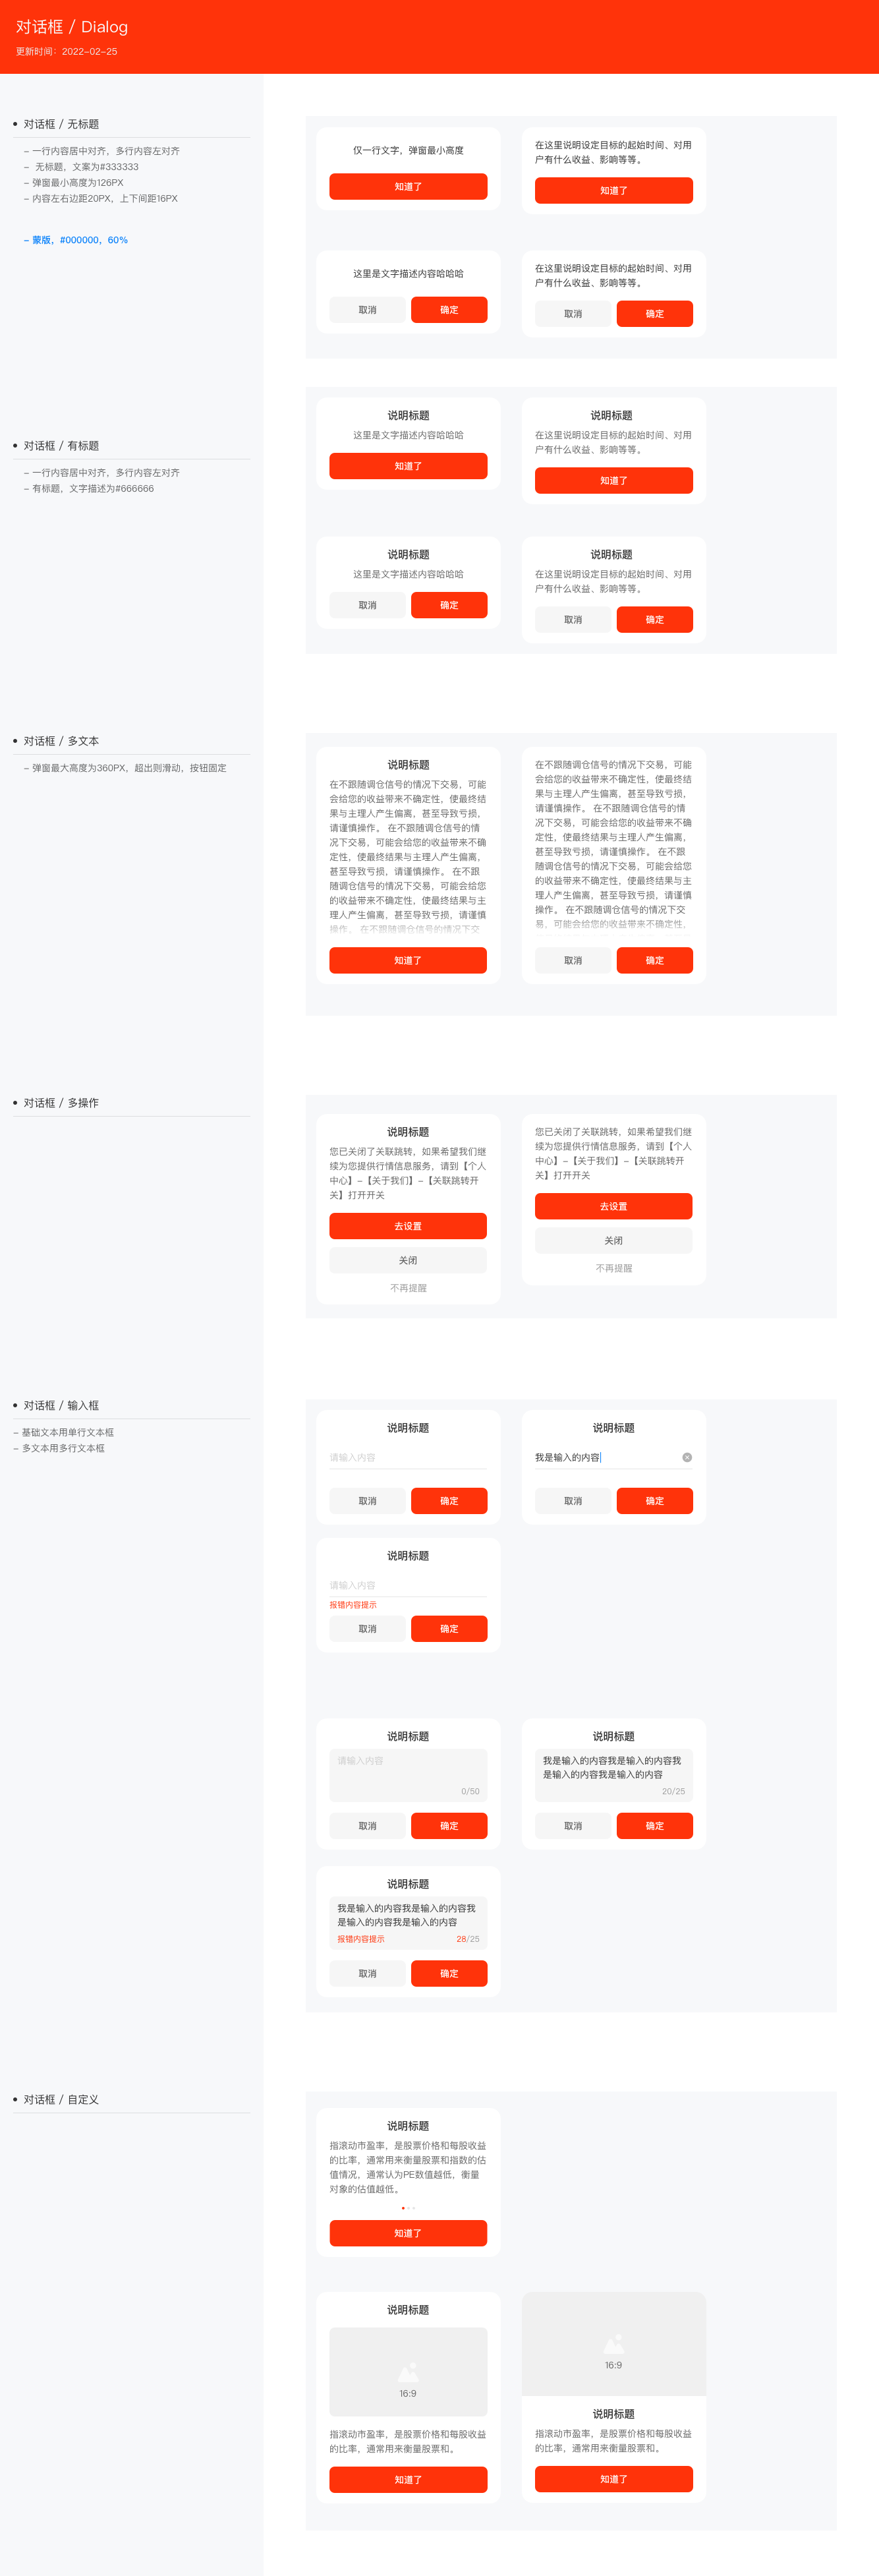 对话框 / Dialog
更新时间：2022-02-25
• 对话框 / 无标题
- 一行内容居中对齐，多行内容左对齐
- 无标题，文案为#333333
- 弹窗最小高度为126PX
- 内容左右边距20PX，上下间距16PX
- 蒙版，#000000，60%
仅一行文字，弹窗最小高度
知道了
在这里说明设定目标的起始时间、对用
户有什么收益、影响等等。
知道了
这里是文字描述内容哈哈哈
取消
确定
在这里说明设定目标的起始时间、对用
户有什么收益、影响等等。
取消
确定
• 对话框 / 有标题
- 一行内容居中对齐，多行内容左对齐
- 有标题，文字描述为#666666
说明标题
这里是文字描述内容哈哈哈
知道了
说明标题
在这里说明设定目标的起始时间、对用
户有什么收益、影响等等。
知道了
说明标题
这里是文字描述内容哈哈哈
取消
确定
说明标题
在这里说明设定目标的起始时间、对用
户有什么收益、影响等等。
取消
确定
• 对话框 / 多文本
- 弹窗最大高度为360PX，超出则滑动，按钮固定
说明标题
在不跟随调仓信号的情况下交易，可能
会给您的收益带来不确定性，使最终结
果与主理人产生偏离，甚至导致亏损，
请谨慎操作。 在不跟随调仓信号的情
况下交易，可能会给您的收益带来不确
定性，使最终结果与主理人产生偏离，
甚至导致亏损，请谨慎操作。 在不跟
随调仓信号的情况下交易，可能会给您
的收益带来不确定性，使最终结果与主
理人产生偏离，甚至导致亏损，请谨慎
操作。 在不跟随调仓信号的情况下交
知道了
在不跟随调仓信号的情况下交易，可能
会给您的收益带来不确定性，使最终结
果与主理人产生偏离，甚至导致亏损，
请谨慎操作。 在不跟随调仓信号的情
况下交易，可能会给您的收益带来不确
定性，使最终结果与主理人产生偏离，
甚至导致亏损，请谨慎操作。 在不跟
随调仓信号的情况下交易，可能会给您
的收益带来不确定性，使最终结果与主
理人产生偏离，甚至导致亏损，请谨慎
操作。 在不跟随调仓信号的情况下交
易，可能会给您的收益带来不确定性，
取消
确定
• 对话框 / 多操作
说明标题
您已关闭了关联跳转，如果希望我们继
续为您提供行情信息服务，请到【个人
中心】-【关于我们】-【关联跳转开
关】打开开关
去设置
关闭
不再提醒
您已关闭了关联跳转，如果希望我们继
续为您提供行情信息服务，请到【个人
中心】-【关于我们】-【关联跳转开
关】打开开关
去设置
关闭
不再提醒
• 对话框 / 输入框
- 基础文本用单行文本框
- 多文本用多行文本框
说明标题
请输入内容
取消
确定
说明标题
我是输入的内容
取消
确定
说明标题
请输入内容
报错内容提示
取消
确定
说明标题
请输入内容
0/50
取消
确定
说明标题
我是输入的内容我是输入的内容我
是输入的内容我是输入的内容
20/25
取消
确定
说明标题
我是输入的内容我是输入的内容我
是输入的内容我是输入的内容
报错内容提示
28/25
取消
确定
• 对话框 / 自定义
说明标题
指滚动市盈率，是股票价格和每股收益
的比率，通常用来衡量股票和指数的估
值情况，通常认为PE数值越低，衡量
对象的估值越低。
知道了
说明标题
16:9
指滚动市盈率，是股票价格和每股收益
的比率，通常用来衡量股票和。
知道了
16:9
说明标题
指滚动市盈率，是股票价格和每股收益
的比率，通常用来衡量股票和。
知道了